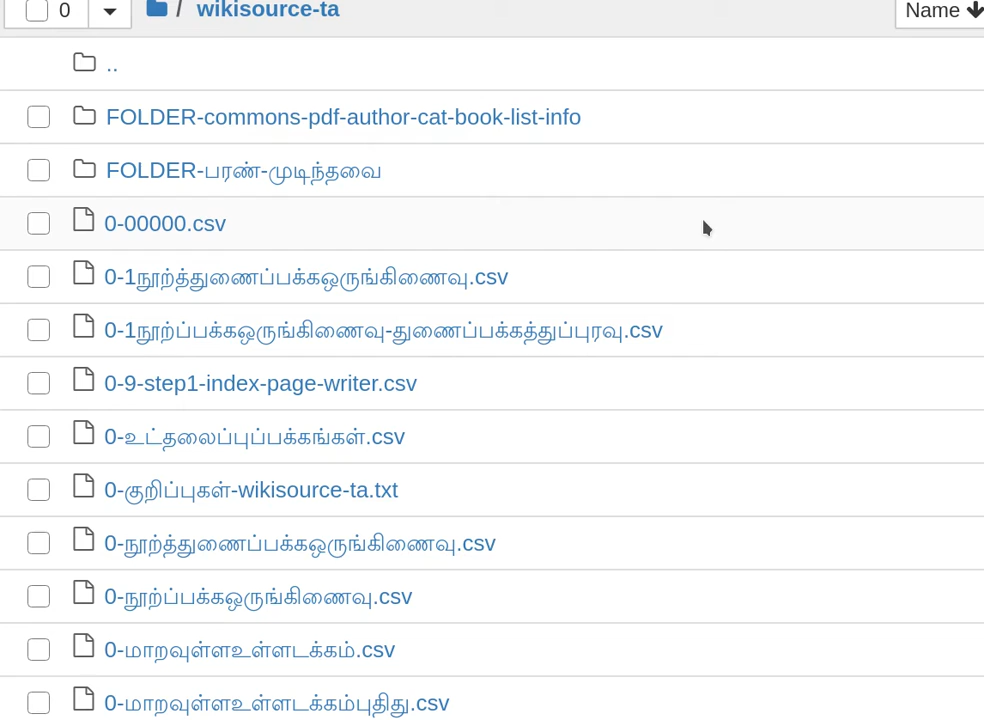 0 / wikisource-ta Name
..
FOLDER-commons-pdf-author-cat-book-list-info
FOLDER-பரண்-முடிந்தவை
0-00000.csv
0-1நூற்த்துணைப்பக்கஒருங்கிணைவு.csv
0-1நூற்ப்பக்கஒருங்கிணைவு-துணைப்பக்கத்துப்புரவு.csv
0-9-step1-index-page-writer.csv
0-உட்தலைப்புப்பக்கங்கள்.csv
0-குறிப்புகள்-wikisource-ta.txt
0-நூற்த்துணைப்பக்கஒருங்கிணைவு.csv
0-நூற்ப்பக்கஒருங்கிணைவு.csv
0-மாறவுள்ளஉள்ளடக்கம்.csv
0-மாறவுள்ளஉள்ளடக்கம்புதிது.csv